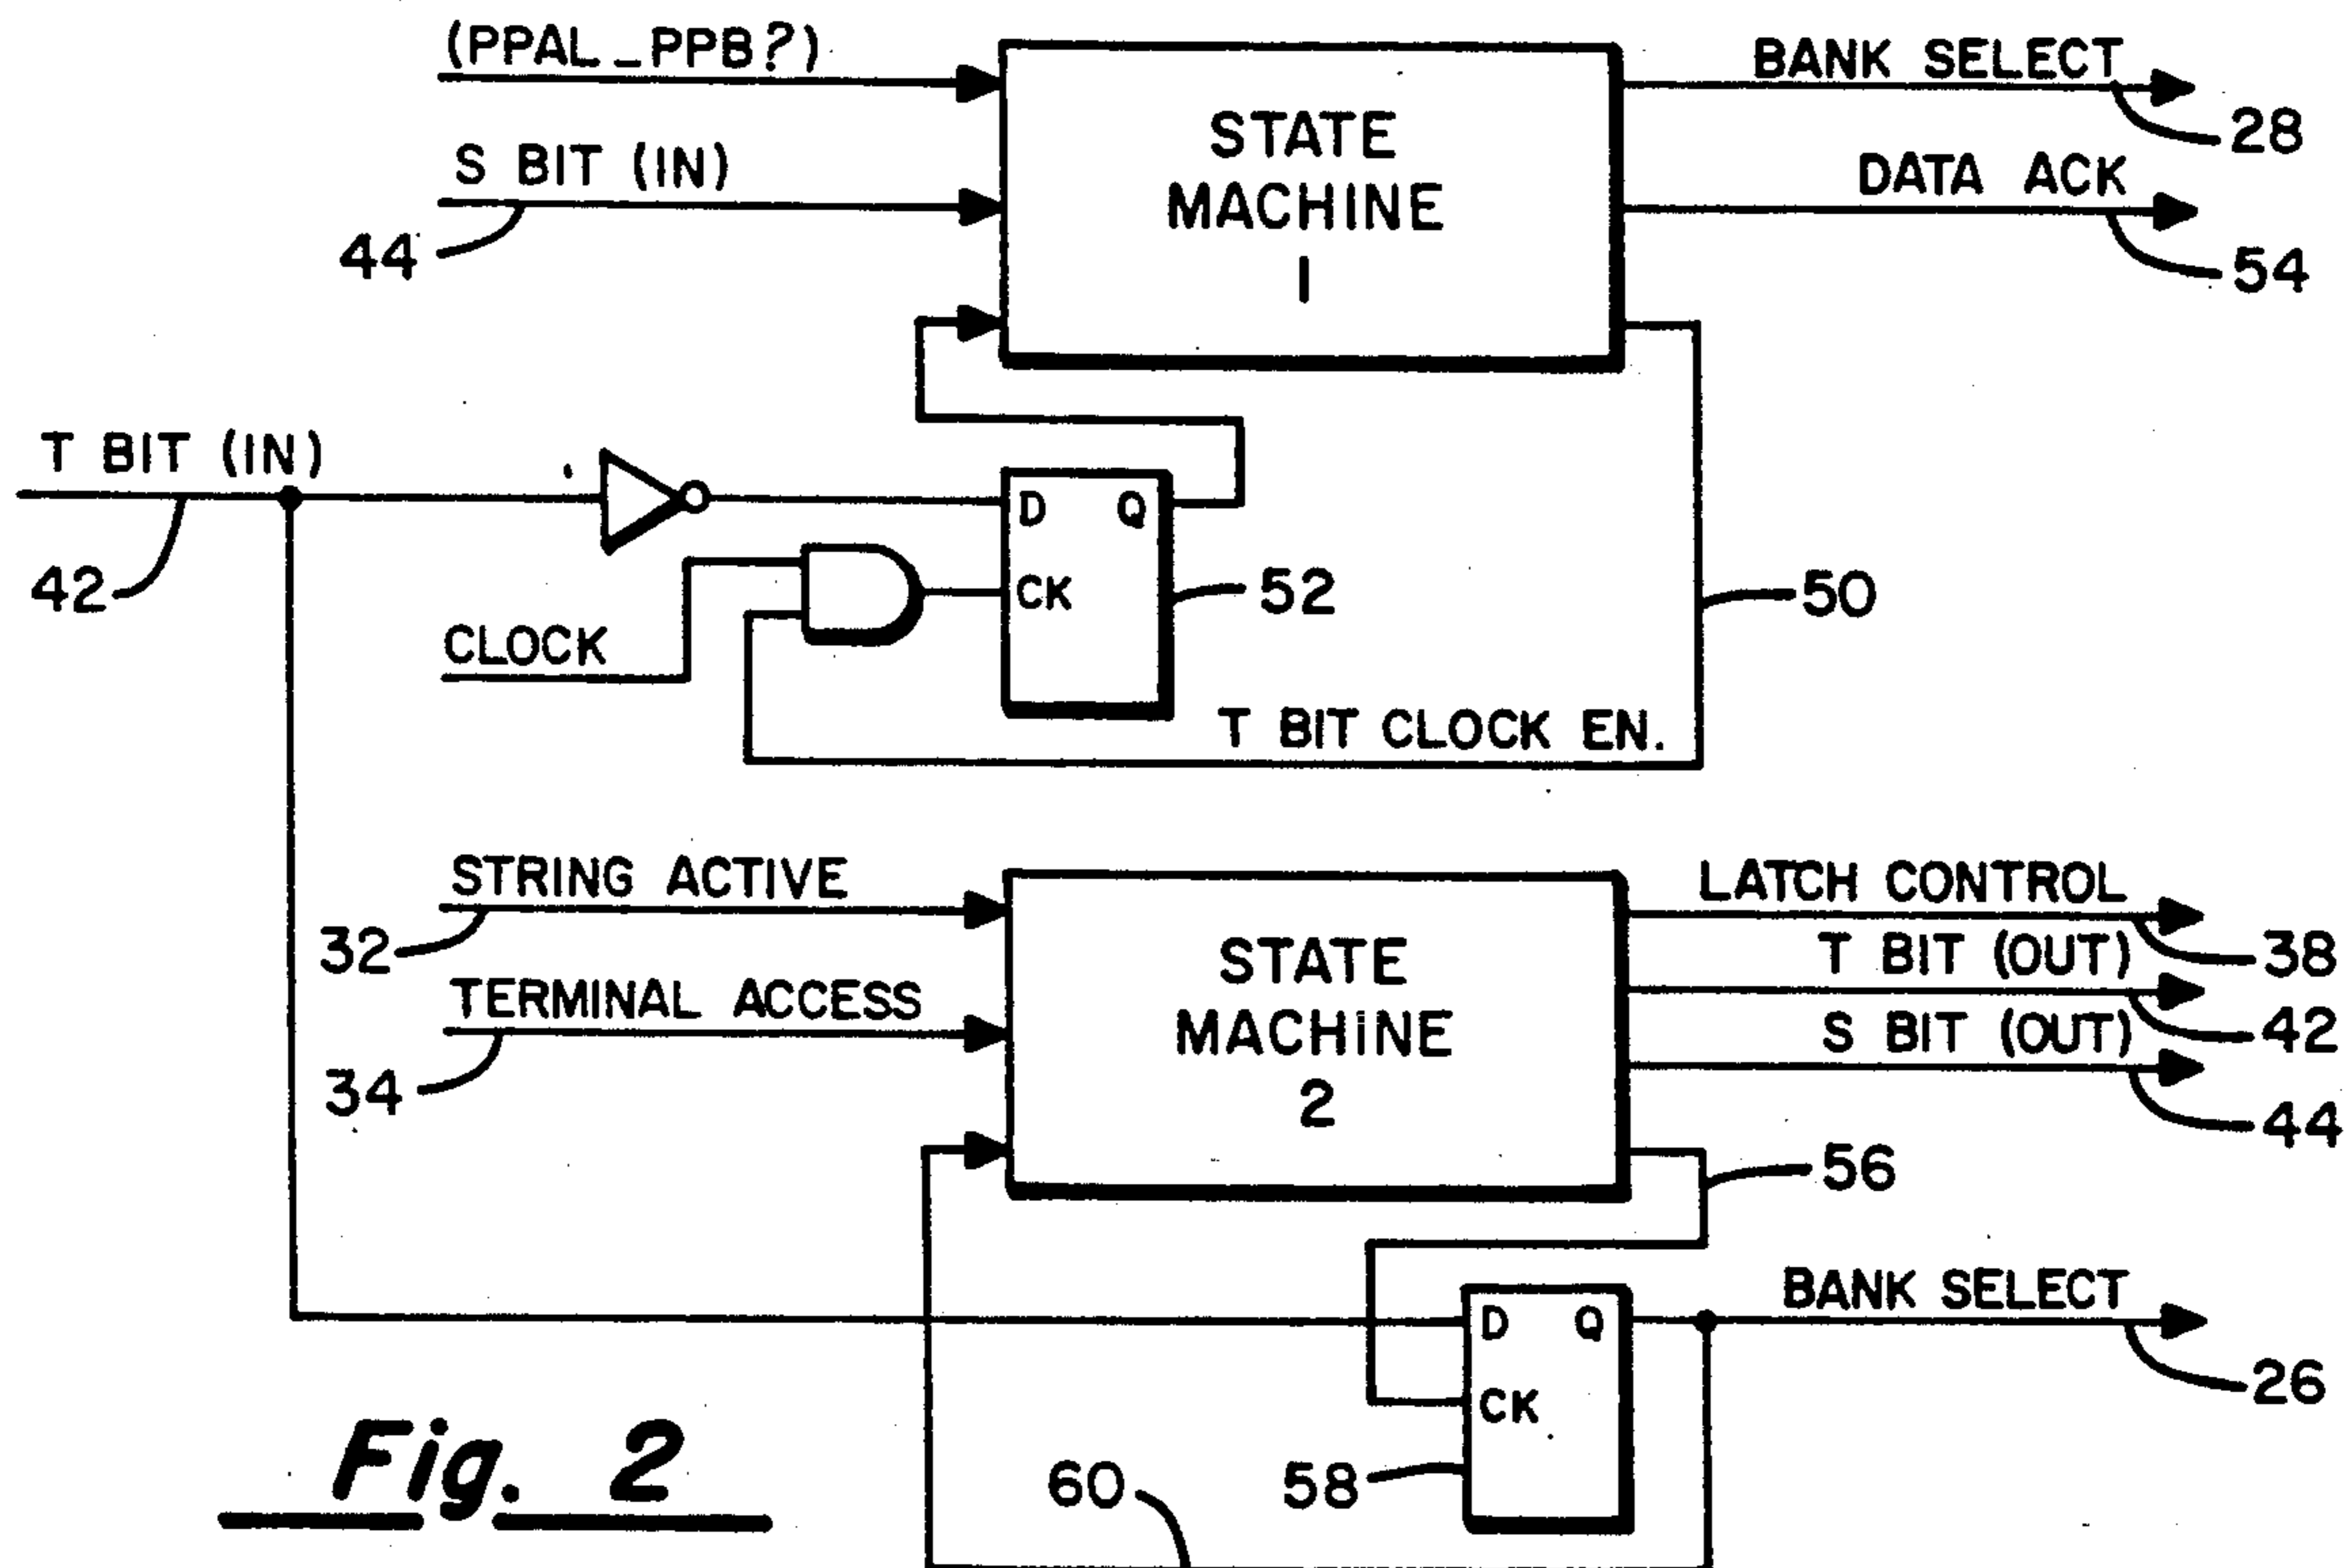 (PPAL_PPB?)
BANK SELECT
28
S BIT (IN)
44
STATE
MACHINE
1
DATA ACK
54
T BIT (IN)
42
D Q
CK
52
50
CLOCK
T BIT CLOCK EN.
STRING ACTIVE
32
TERMINAL ACCESS
34
STATE
MACHINE
2
LATCH CONTROL
38
T BIT (OUT)
42
S BIT (OUT)
44
56
BANK SELECT
26
D Q
CK
58
60
Fig. 2